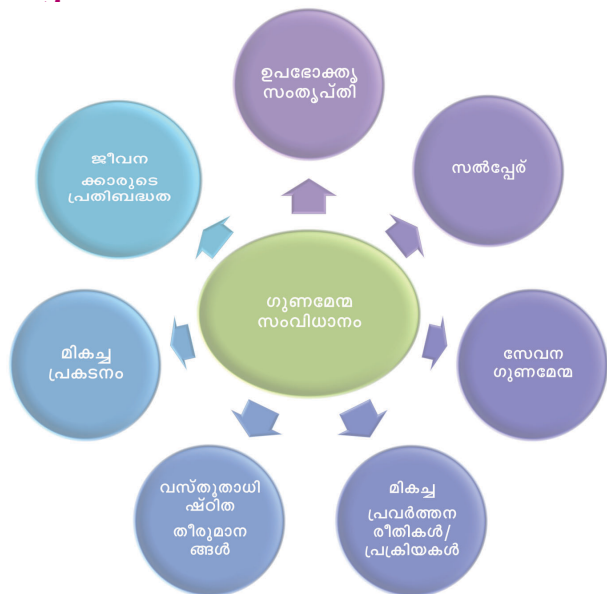 ഉപഭോക്തൃ
സംതൃപ്തി
സൽപ്പേര്
സേവന
ഗുണമേന്മ
മികച്ച
പ്രവർത്തന
രീതികൾ/
പ്രക്രിയകൾ
വസ്തുതാധി
ഷ്ഠിത
തീരുമാന
ങ്ങൾ
മികച്ച
പ്രകടനം
ജീവന
ക്കാരുടെ
പ്രതിബദ്ധത
ഗുണമേന്മ
സംവിധാനം